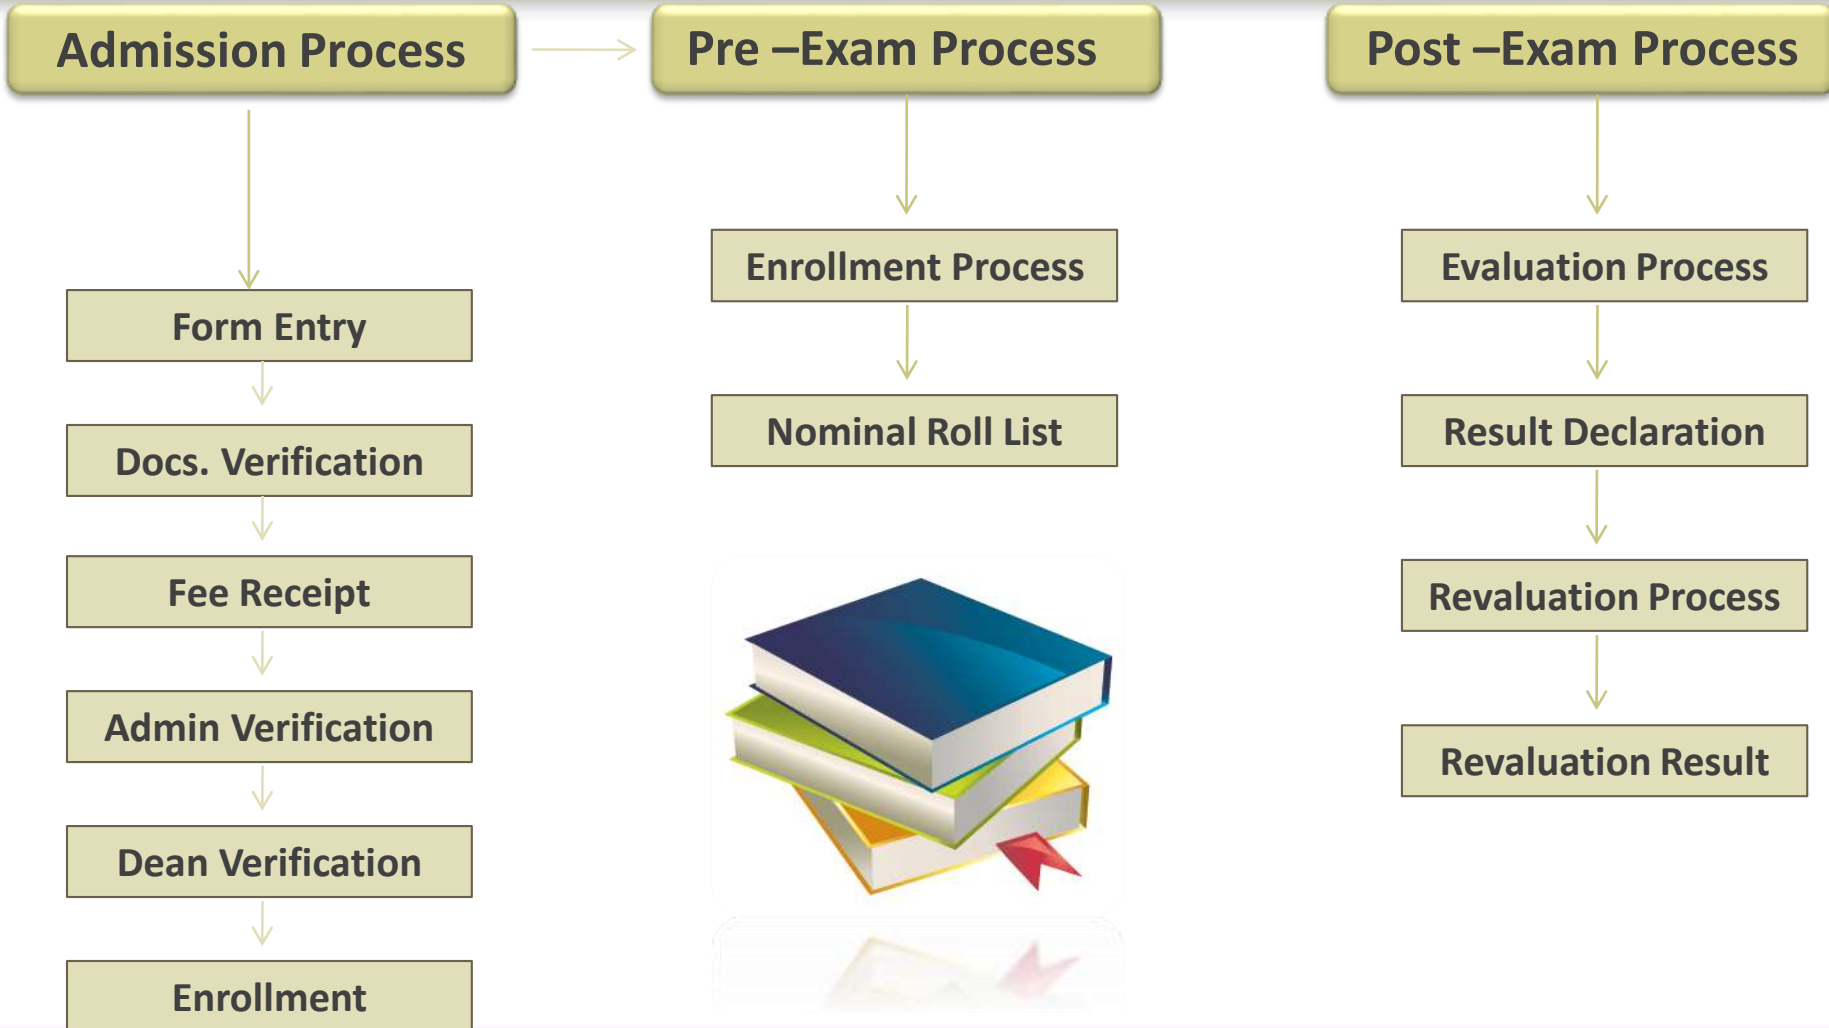 Admission Process
Pre –Exam Process
Post –Exam Process
Form Entry
Docs. Verification
Fee Receipt
Admin Verification
Dean Verification
Enrollment
Enrollment Process
Nominal Roll List
Evaluation Process
Result Declaration
Revaluation Process
Revaluation Result